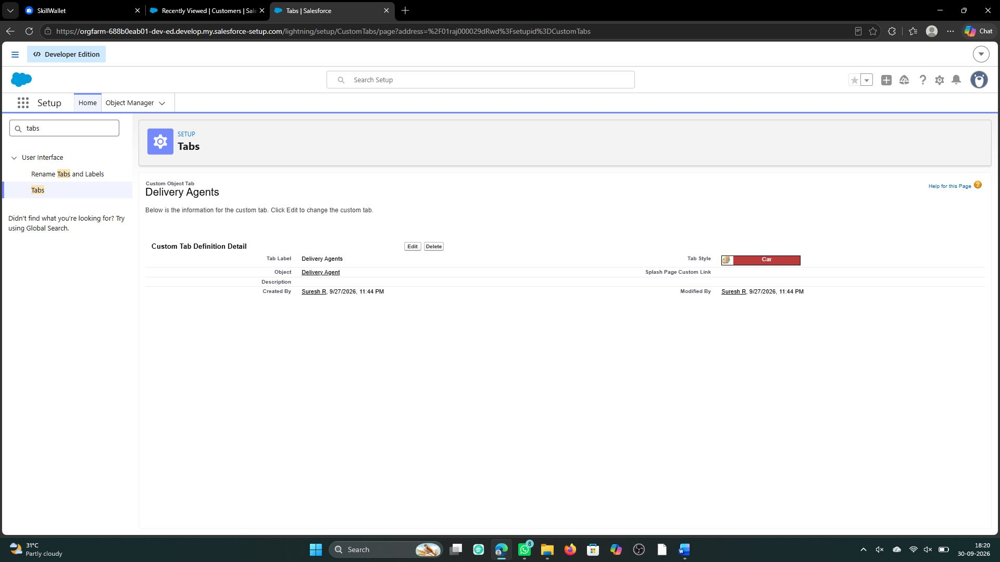 SkillWallet
Recently Viewed | Customers | Sale
Tabs | Salesforce
https://orgfarm-688b0eab01-dev-ed.develop.my.salesforce-setup.com/lightning/setup/CustomTabs/page?address=%2F01raj000029dRwd%3Fsetupid%3DCustomTabs
Chat
Developer Edition
Search Setup
Setup
Home
Object Manager
tabs
SETUP
Tabs
User Interface
Rename Tabs and Labels
Tabs
Didn't find what you're looking for? Try
using Global Search.
Custom Object Tab
Delivery Agents
Help for this Page ?
Below is the information for the custom tab. Click Edit to change the custom tab.
Custom Tab Definition Detail
Edit
Delete
Tab Label Delivery Agents
Tab Style Car
Object Delivery Agent
Splash Page Custom Link
Description
Created By Suresh R, 9/27/2026, 11:44 PM
Modified By Suresh R, 9/27/2026, 11:44 PM
31°C
Partly cloudy
Search
8
18:20
30-09-2026